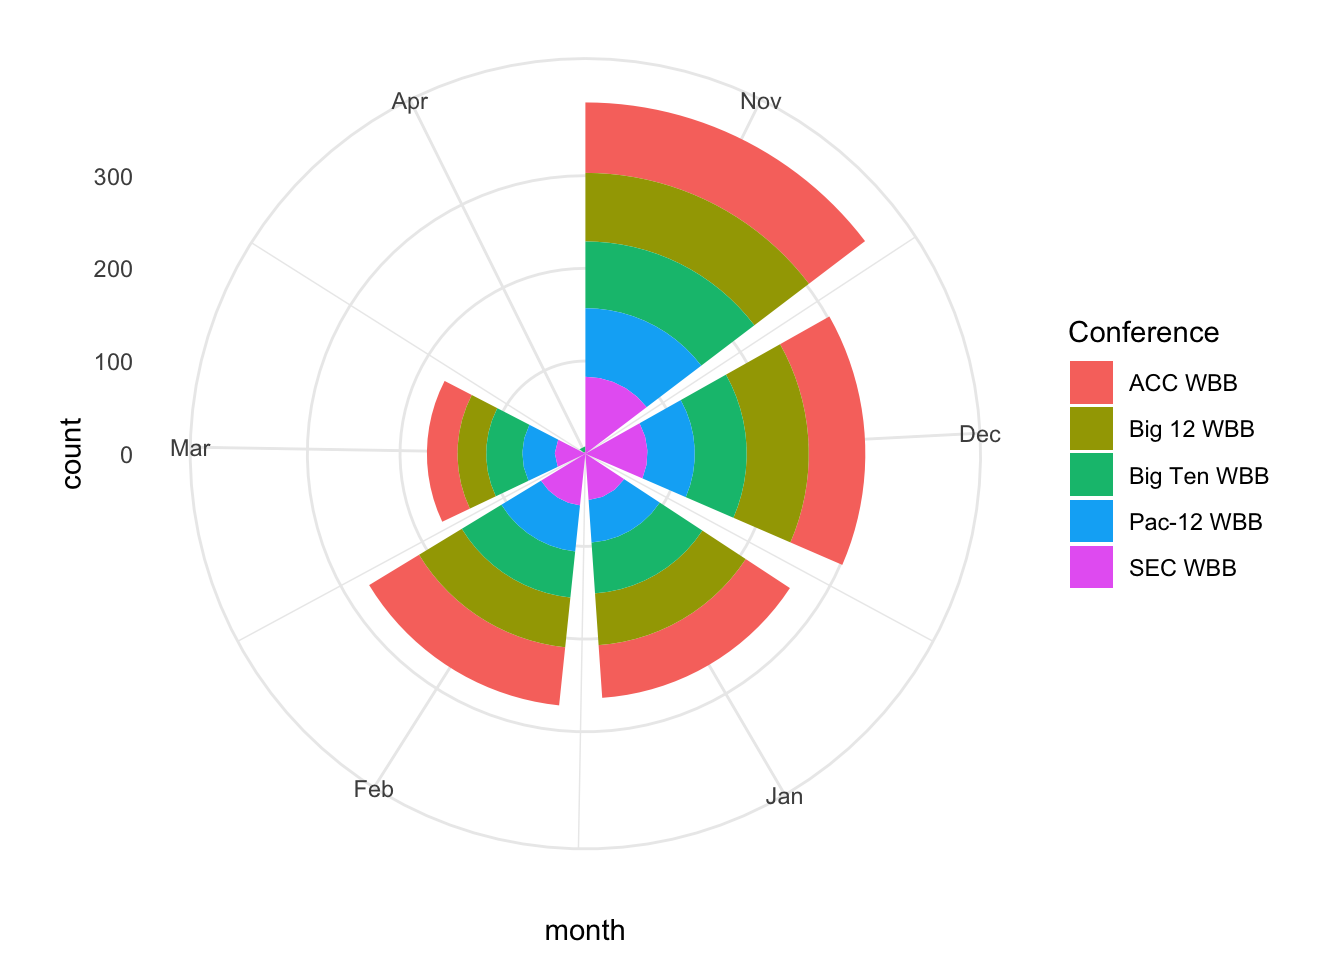 Apr
Nov
300
200
100
0
Mar
Dec
Feb
Jan
count
month
Conference
ACC WBB
Big 12 WBB
Big Ten WBB
Pac-12 WBB
SEC WBB